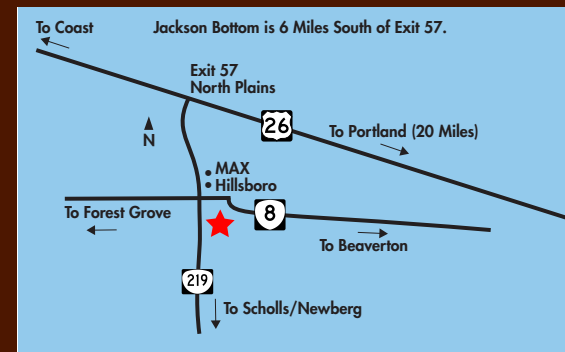 To Coast
Jackson Bottom is 6 Miles South of Exit 57.
Exit 57
North Plains
26
To Portland (20 Miles)
N
MAX
Hillsboro
To Forest Grove
8
To Beaverton
219
To Scholls/Newberg